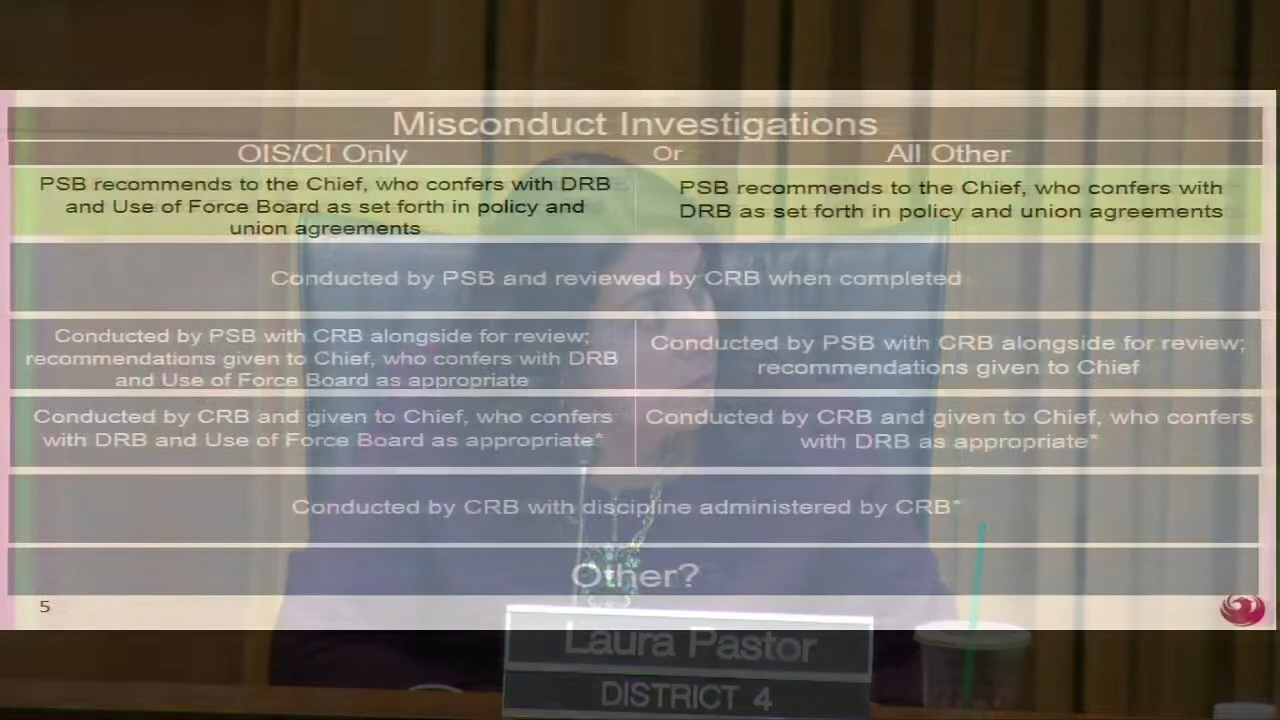 Misconduct Investigations
OIS/CI Only Or All Other
PSB recommends to the Chief, who confers with DRB
and Use of Force Board as set forth in policy and
union agreements
PSB recommends to the Chief, who confers with
DRB as set forth in policy and union agreements
Conducted by PSB and reviewed by CRB when completed
Conducted by PSB with CRB alongside for review;
recommendations given to Chief, who confers with DRB
and Use of Force Board as appropriate
Conducted by PSB with CRB alongside for review;
recommendations given to Chief
Conducted by CRB and given to Chief, who confers
with DRB and Use of Force Board as appropriate*
Conducted by CRB and given to Chief, who confers
with DRB as appropriate*
Conducted by CRB with discipline administered by CRB*
Other?
5
Laura Pastor
DISTRICT 4